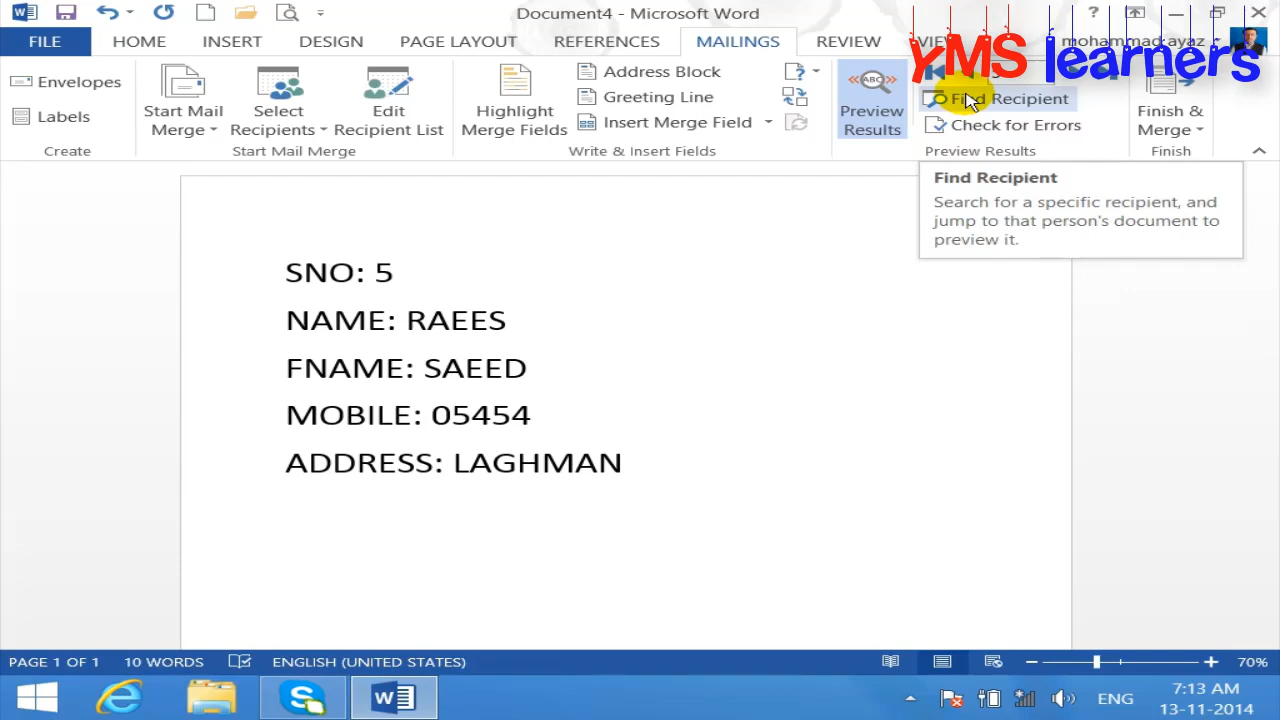 Document4 - Microsoft Word
?
FILE
HOME
INSERT
DESIGN
PAGE LAYOUT
REFERENCES
MAILINGS
REVIEW
mohammad ayaz
YMS learners
Envelopes
Labels
Create
Start Mail
Merge
Select
Recipients
Edit
Recipient List
Start Mail Merge
Highlight
Merge Fields
Address Block
Greeting Line
Insert Merge Field
Write & Insert Fields
ABC
Preview
Results
Find Recipient
Check for Errors
Preview Results
Finish &
Merge
Finish
Find Recipient
Search for a specific recipient, and
jump to that person's document to
preview it.
SNO: 5
NAME: RAEES
FNAME: SAEED
MOBILE: 05454
ADDRESS: LAGHMAN
PAGE 1 OF 1
10 WORDS
ENGLISH (UNITED STATES)
70%
ENG
7:13 AM
13-11-2014